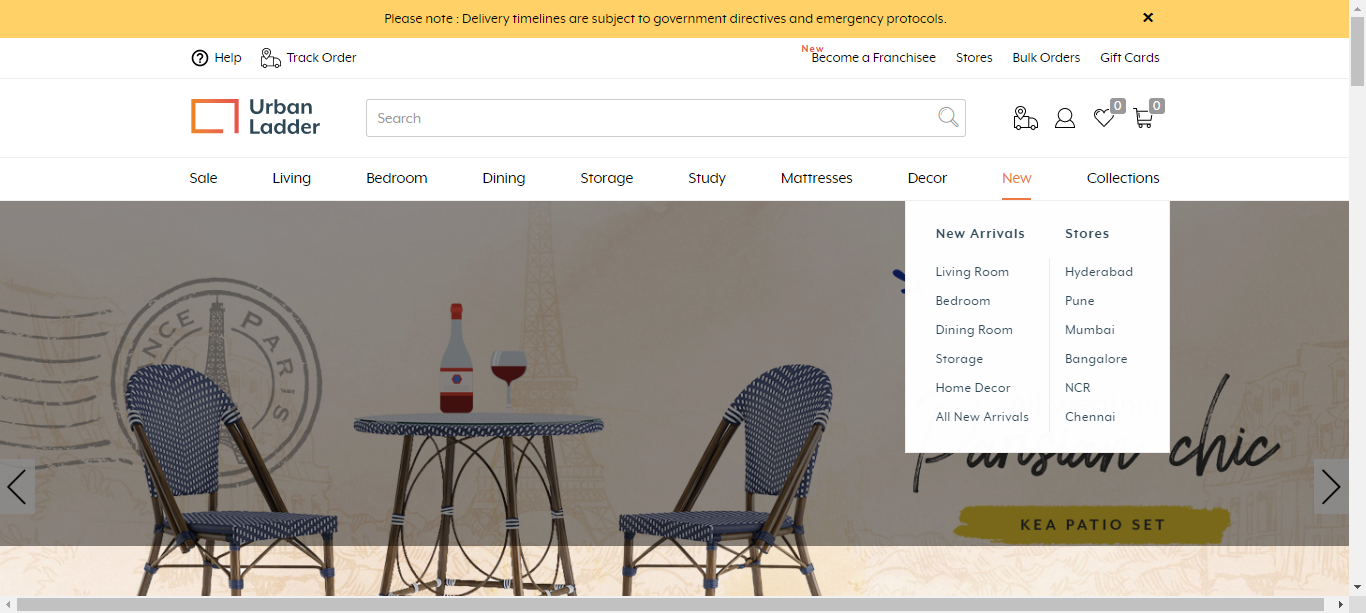 Please note : Delivery timelines are subject to government directives and emergency protocols.
Help
Track Order
New
Become a Franchisee
Stores
Bulk Orders
Gift Cards
Urban
Ladder
Search
0
0
Sale
Living
Bedroom
Dining
Storage
Study
Mattresses
Decor
New
Collections
New Arrivals
Living Room
Bedroom
Dining Room
Storage
Home Decor
All New Arrivals
Stores
Hyderabad
Pune
Mumbai
Bangalore
NCR
Chennai
NCE PARIS
Parisian chic
KEA PATIO SET